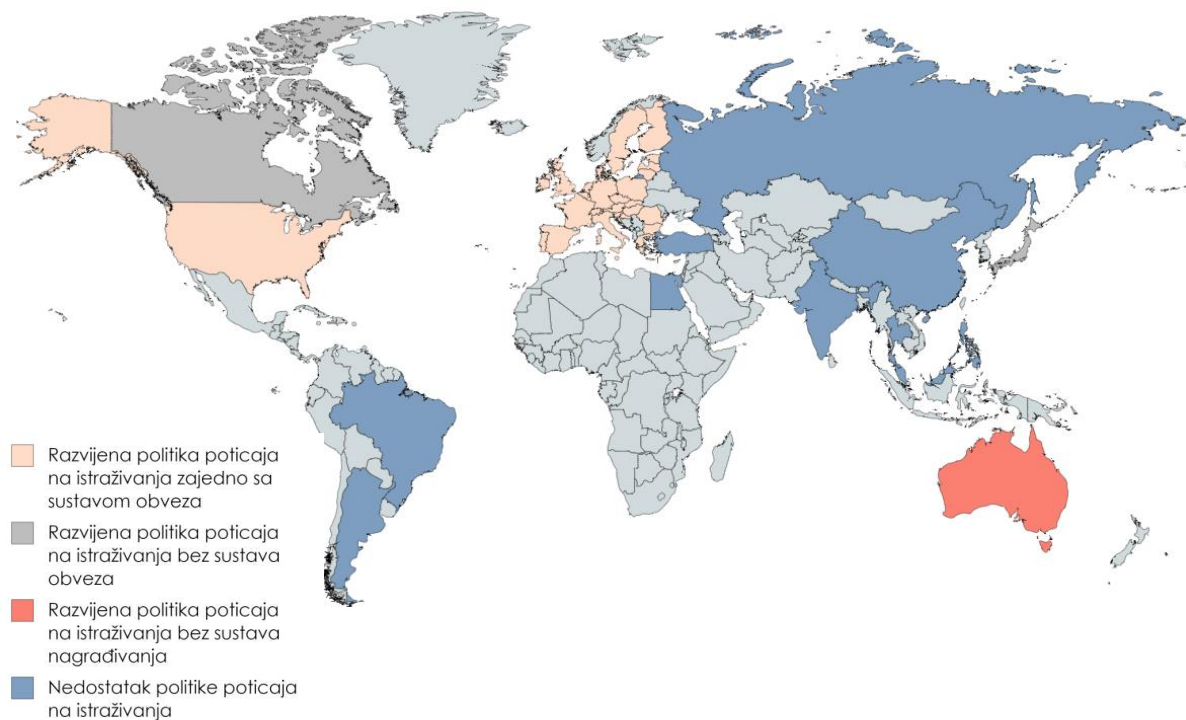 Razvijena politika poticaja
na istraživanja zajedno sa
sustavom obveza
Razvijena politika poticaja
na istraživanja bez sustava
obveza
Razvijena politika poticaja
na istraživanja bez sustava
nagrađivanja
Nedostatak politike poticaja
na istraživanja